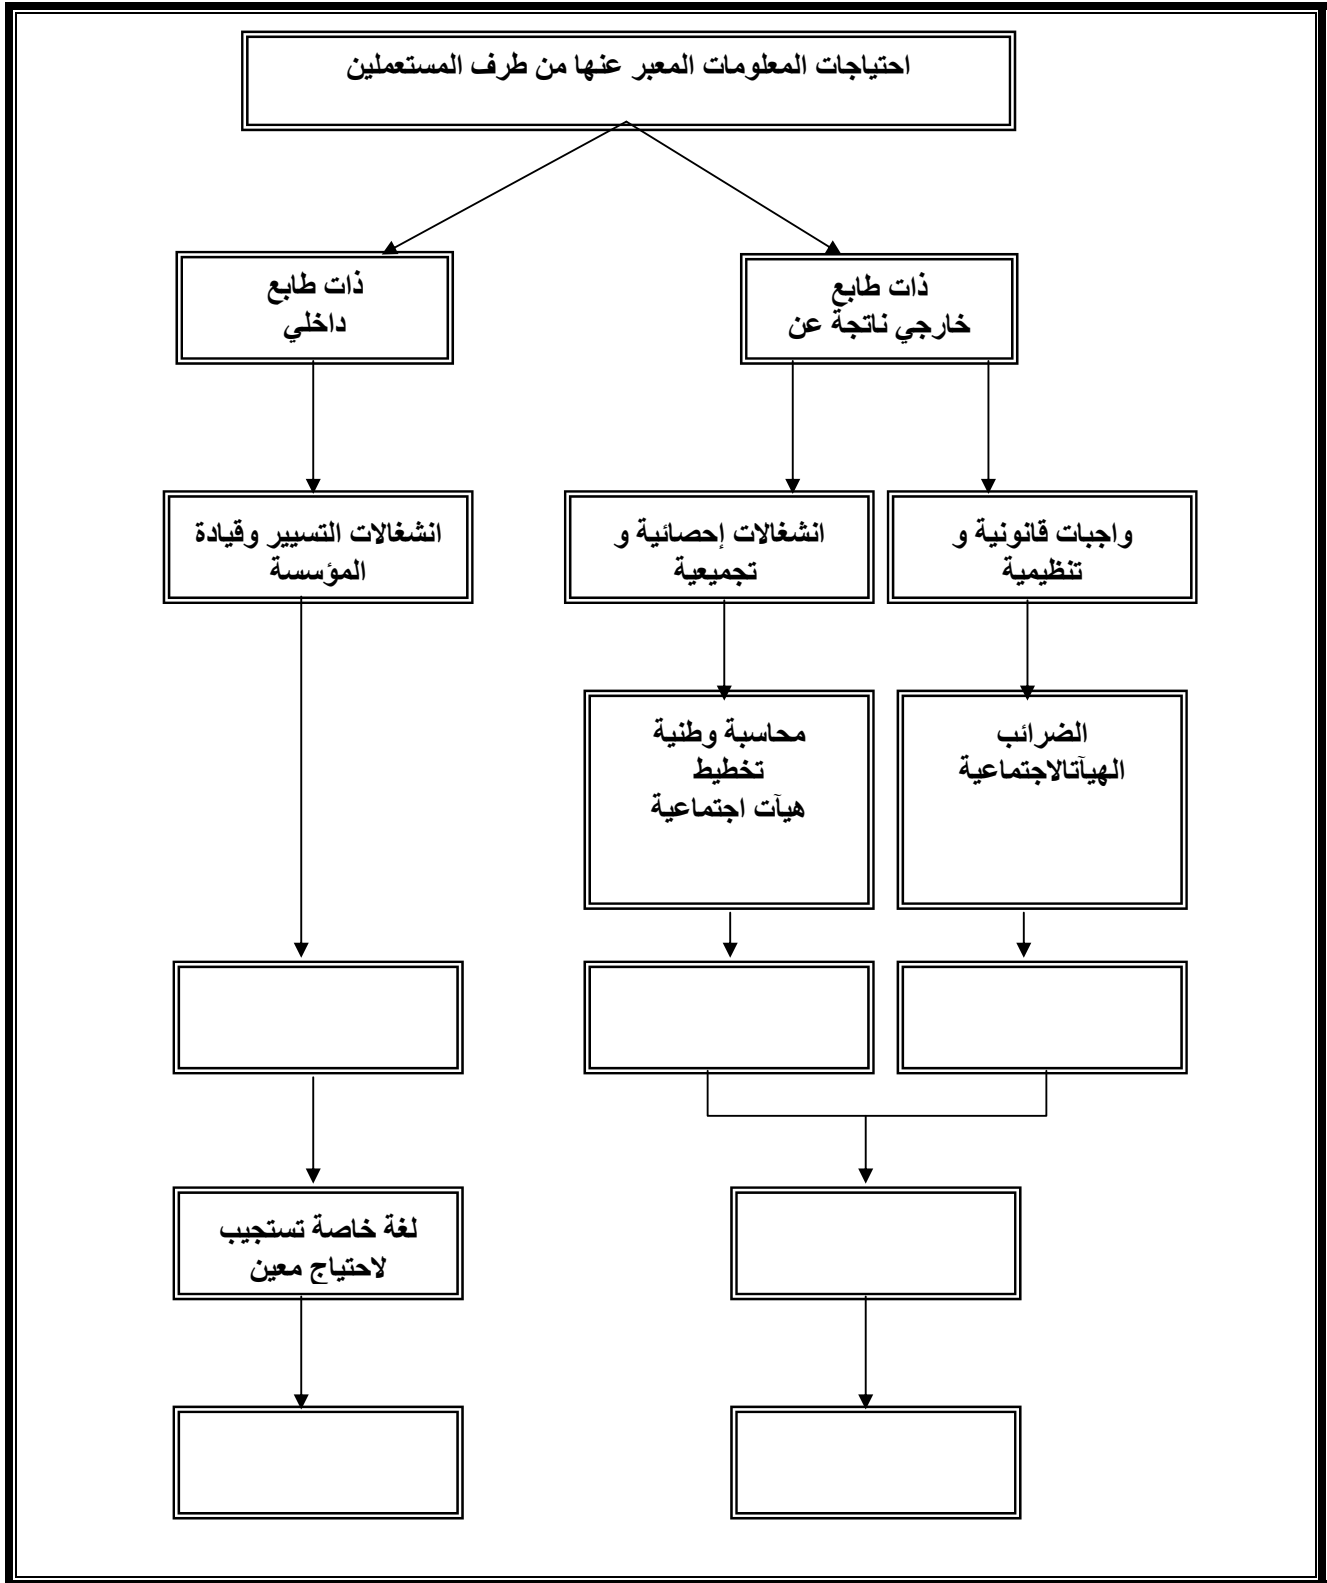 احتياجات المعلومات المعبر عنها من طرف المستعملين
ذات طابع
خارجي ناتجة عن
ذات طابع
داخلي
واجبات قانونية و
تنظيمية
انشغالات إحصائية و
تجميعية
انشغالات التسيير وقيادة
المؤسسة
الضرائب
الهيآتالاجتماعية
محاسبة وطنية
تخطيط
هيآت اجتماعية
لغة خاصة تستجيب
لاحتياج معين